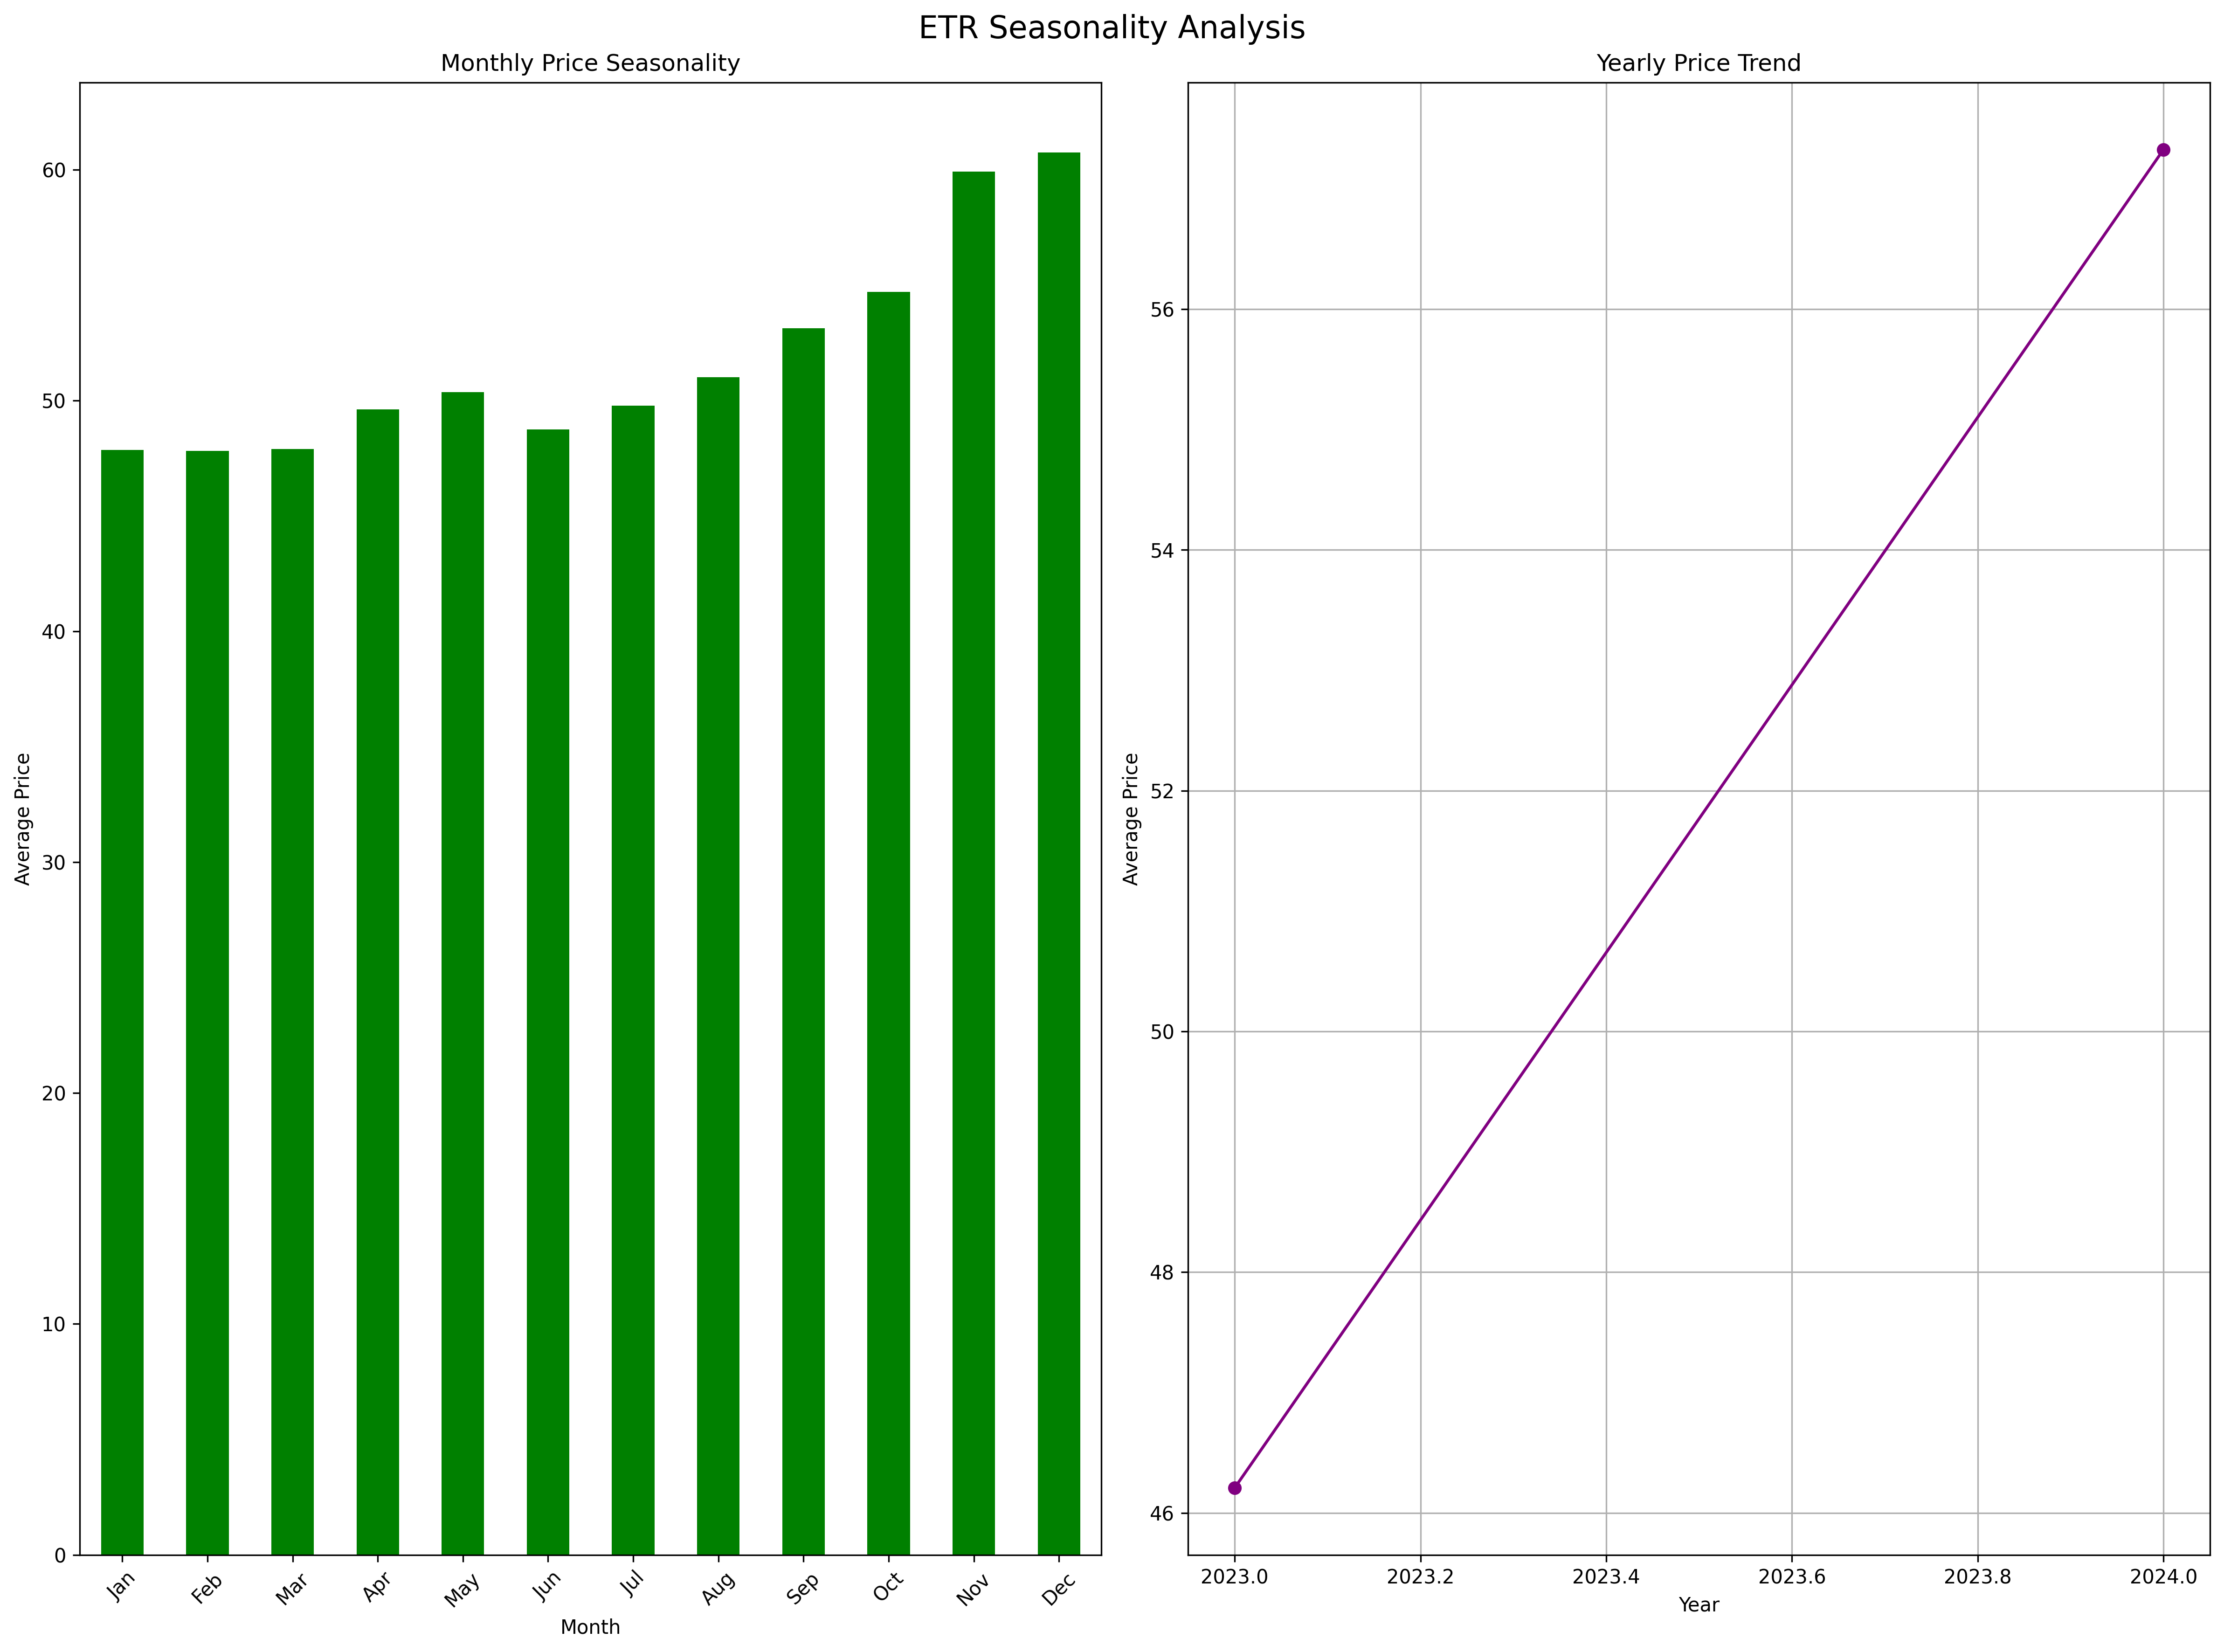 ETR Seasonality Analysis
Monthly Price Seasonality
60
50
40
30
20
10
0
Average Price
Jan
Feb
Mar
Apr
May
Jun
Jul
Aug
Sep
Oct
Nov
Dec
Month
Yearly Price Trend
56
54
52
50
48
46
Average Price
2023.0
2023.2
2023.4
2023.6
2023.8
2024.0
Year